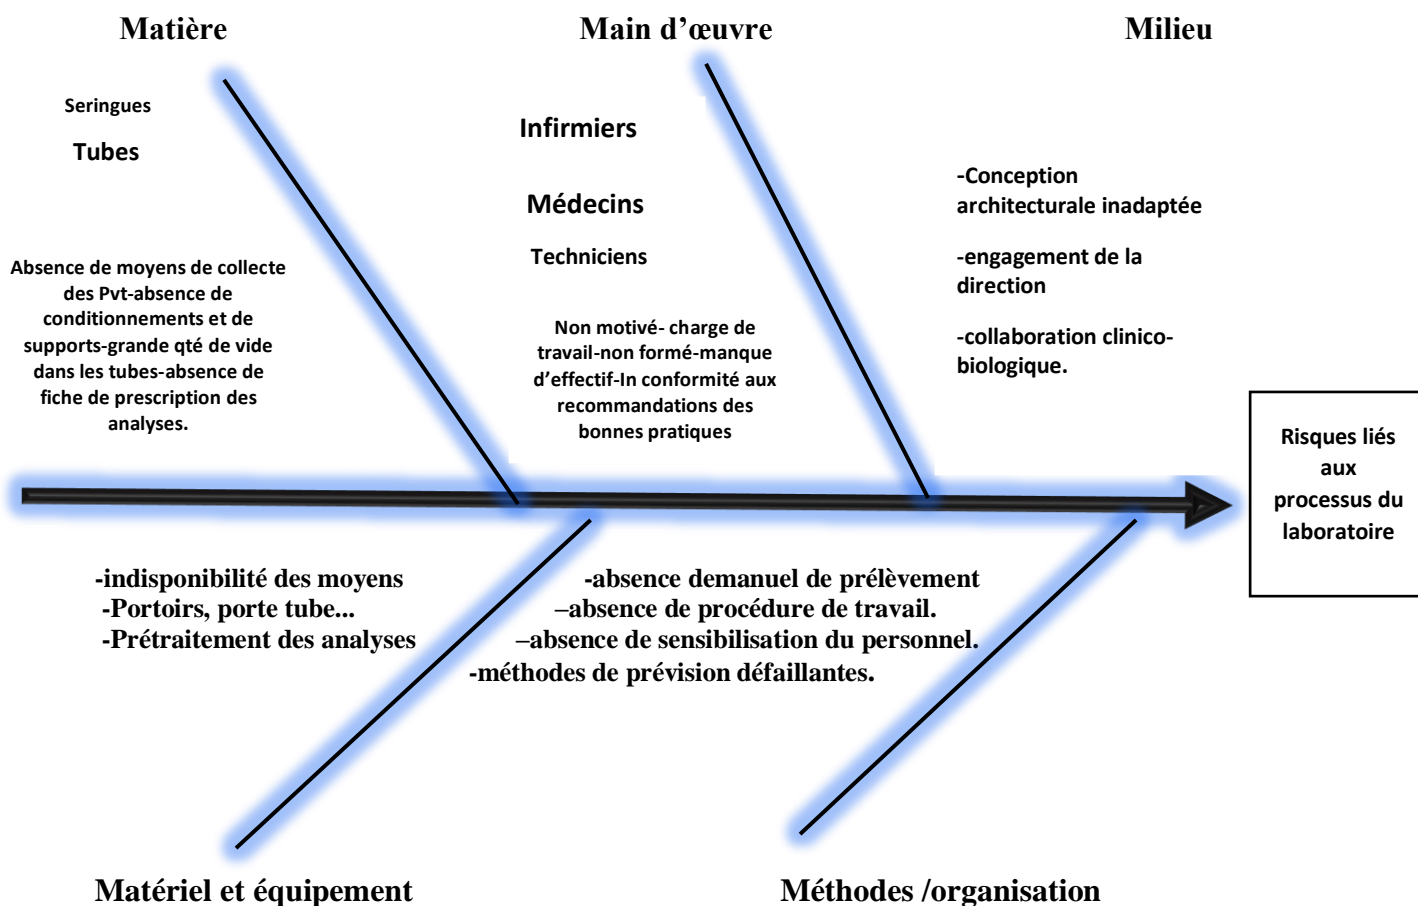 Matière
Seringues
Tubes
Absence de moyens de collecte
des Pvt-absence de
conditionnements et de
supports-grande qté de vide
dans les tubes-absence de
fiche de prescription des
analyses.
Main d’œuvre
Infirmiers
Médecins
Techniciens
Non motivé- charge de
travail-non formé-manque
d’effectif-In conformité aux
recommandations des
bonnes pratiques
Milieu
-Conception
architecturale inadaptée
-engagement de la
direction
-collaboration clinico-
biologique.
Risques liés
aux
processus du
laboratoire
-indisponibilité des moyens
-Portoirs, porte tube...
-Prétraitement des analyses
Matériel et équipement
-absence demanuel de prélèvement
–absence de procédure de travail.
–absence de sensibilisation du personnel.
-méthodes de prévision défaillantes.
Méthodes /organisation